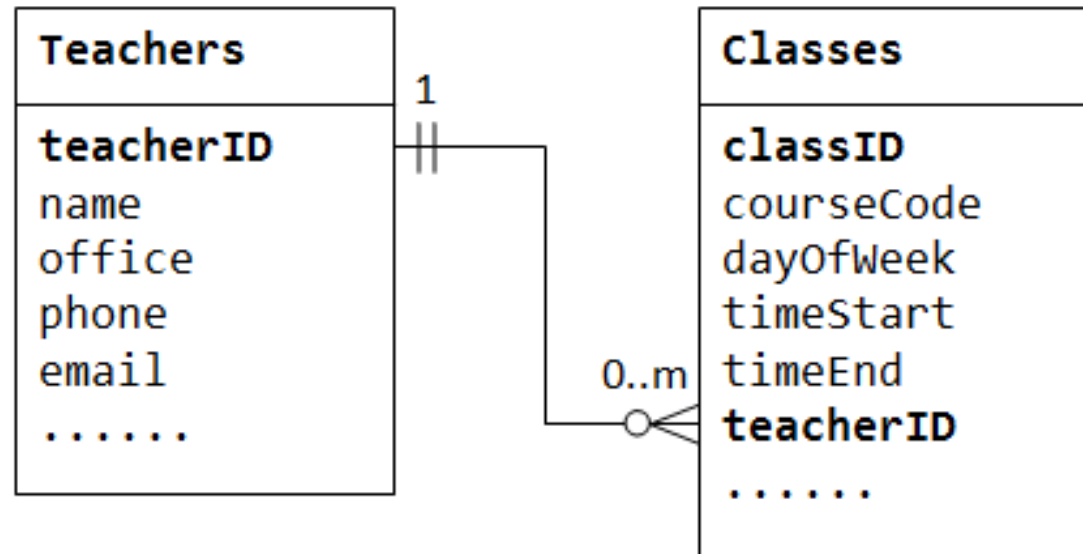 Teachers
teacherID
name
office
phone
email
......
1
0..m
Classes
classID
courseCode
dayOfWeek
timeStart
timeEnd
teacherID
......